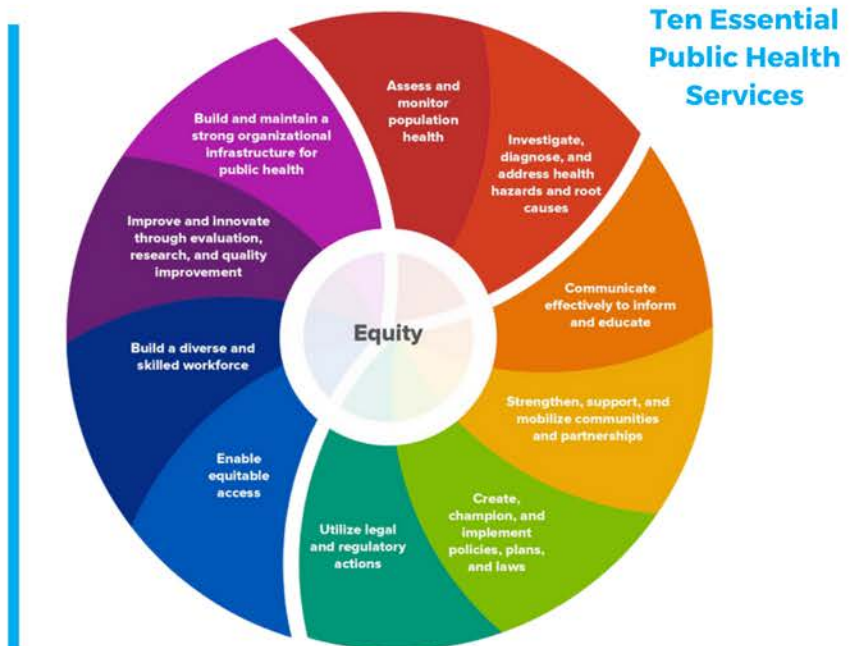 Ten Essential
Public Health
Services
Assess and
monitor
population
health
Investigate,
diagnose, and
address health
hazards and root
causes
Communicate
effectively to inform
and educate
Strengthen, support, and
mobilize communities
and partnerships
Create,
champion, and
implement
policies, plans,
and laws
Utilize legal
and regulatory
actions
Enable
equitable
access
Build a diverse and
skilled workforce
Improve and innovate
through evaluation,
research, and quality
improvement
Build and maintain a
strong organizational
infrastructure for
public health
Equity